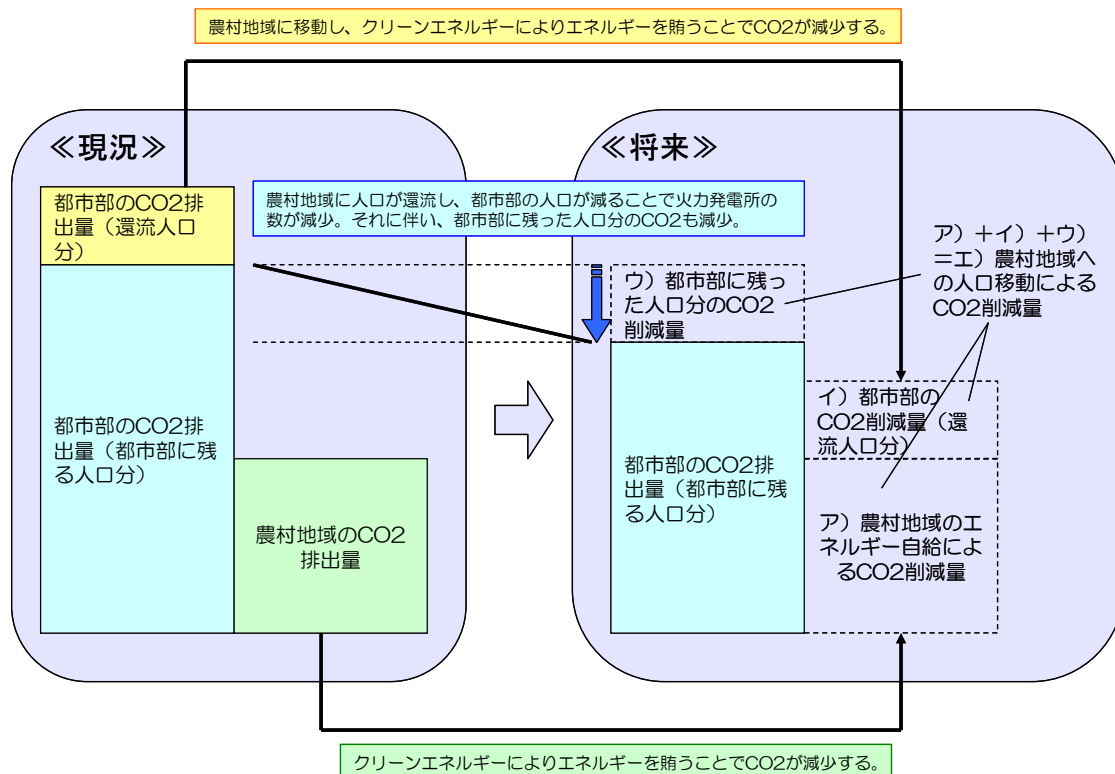 農村地域に移動し、クリーンエネルギーによりエネルギーを賄うことでCO2が減少する。
≪現況≫
都市部のCO2排
出量（還流人口
分）
都市部のCO2排
出量（都市部に残
る人口分）
農村地域のCO2
排出量
農村地域に人口が還流し、都市部の人口が減ることで火力発電所の
数が減少。それに伴い、都市部に残った人口分のCO2も減少。
≪将来≫
ウ）都市部に残っ
た人口分のCO2
削減量
都市部のCO2排
出量（都市部に残
る人口分）
ア）＋イ）＋ウ）
＝エ）農村地域へ
の人口移動による
CO2削減量
イ）都市部の
CO2削減量（還
流人口分）
ア）農村地域のエ
ネルギー自給によ
るCO2削減量
クリーンエネルギーによりエネルギーを賄うことでCO2が減少する。